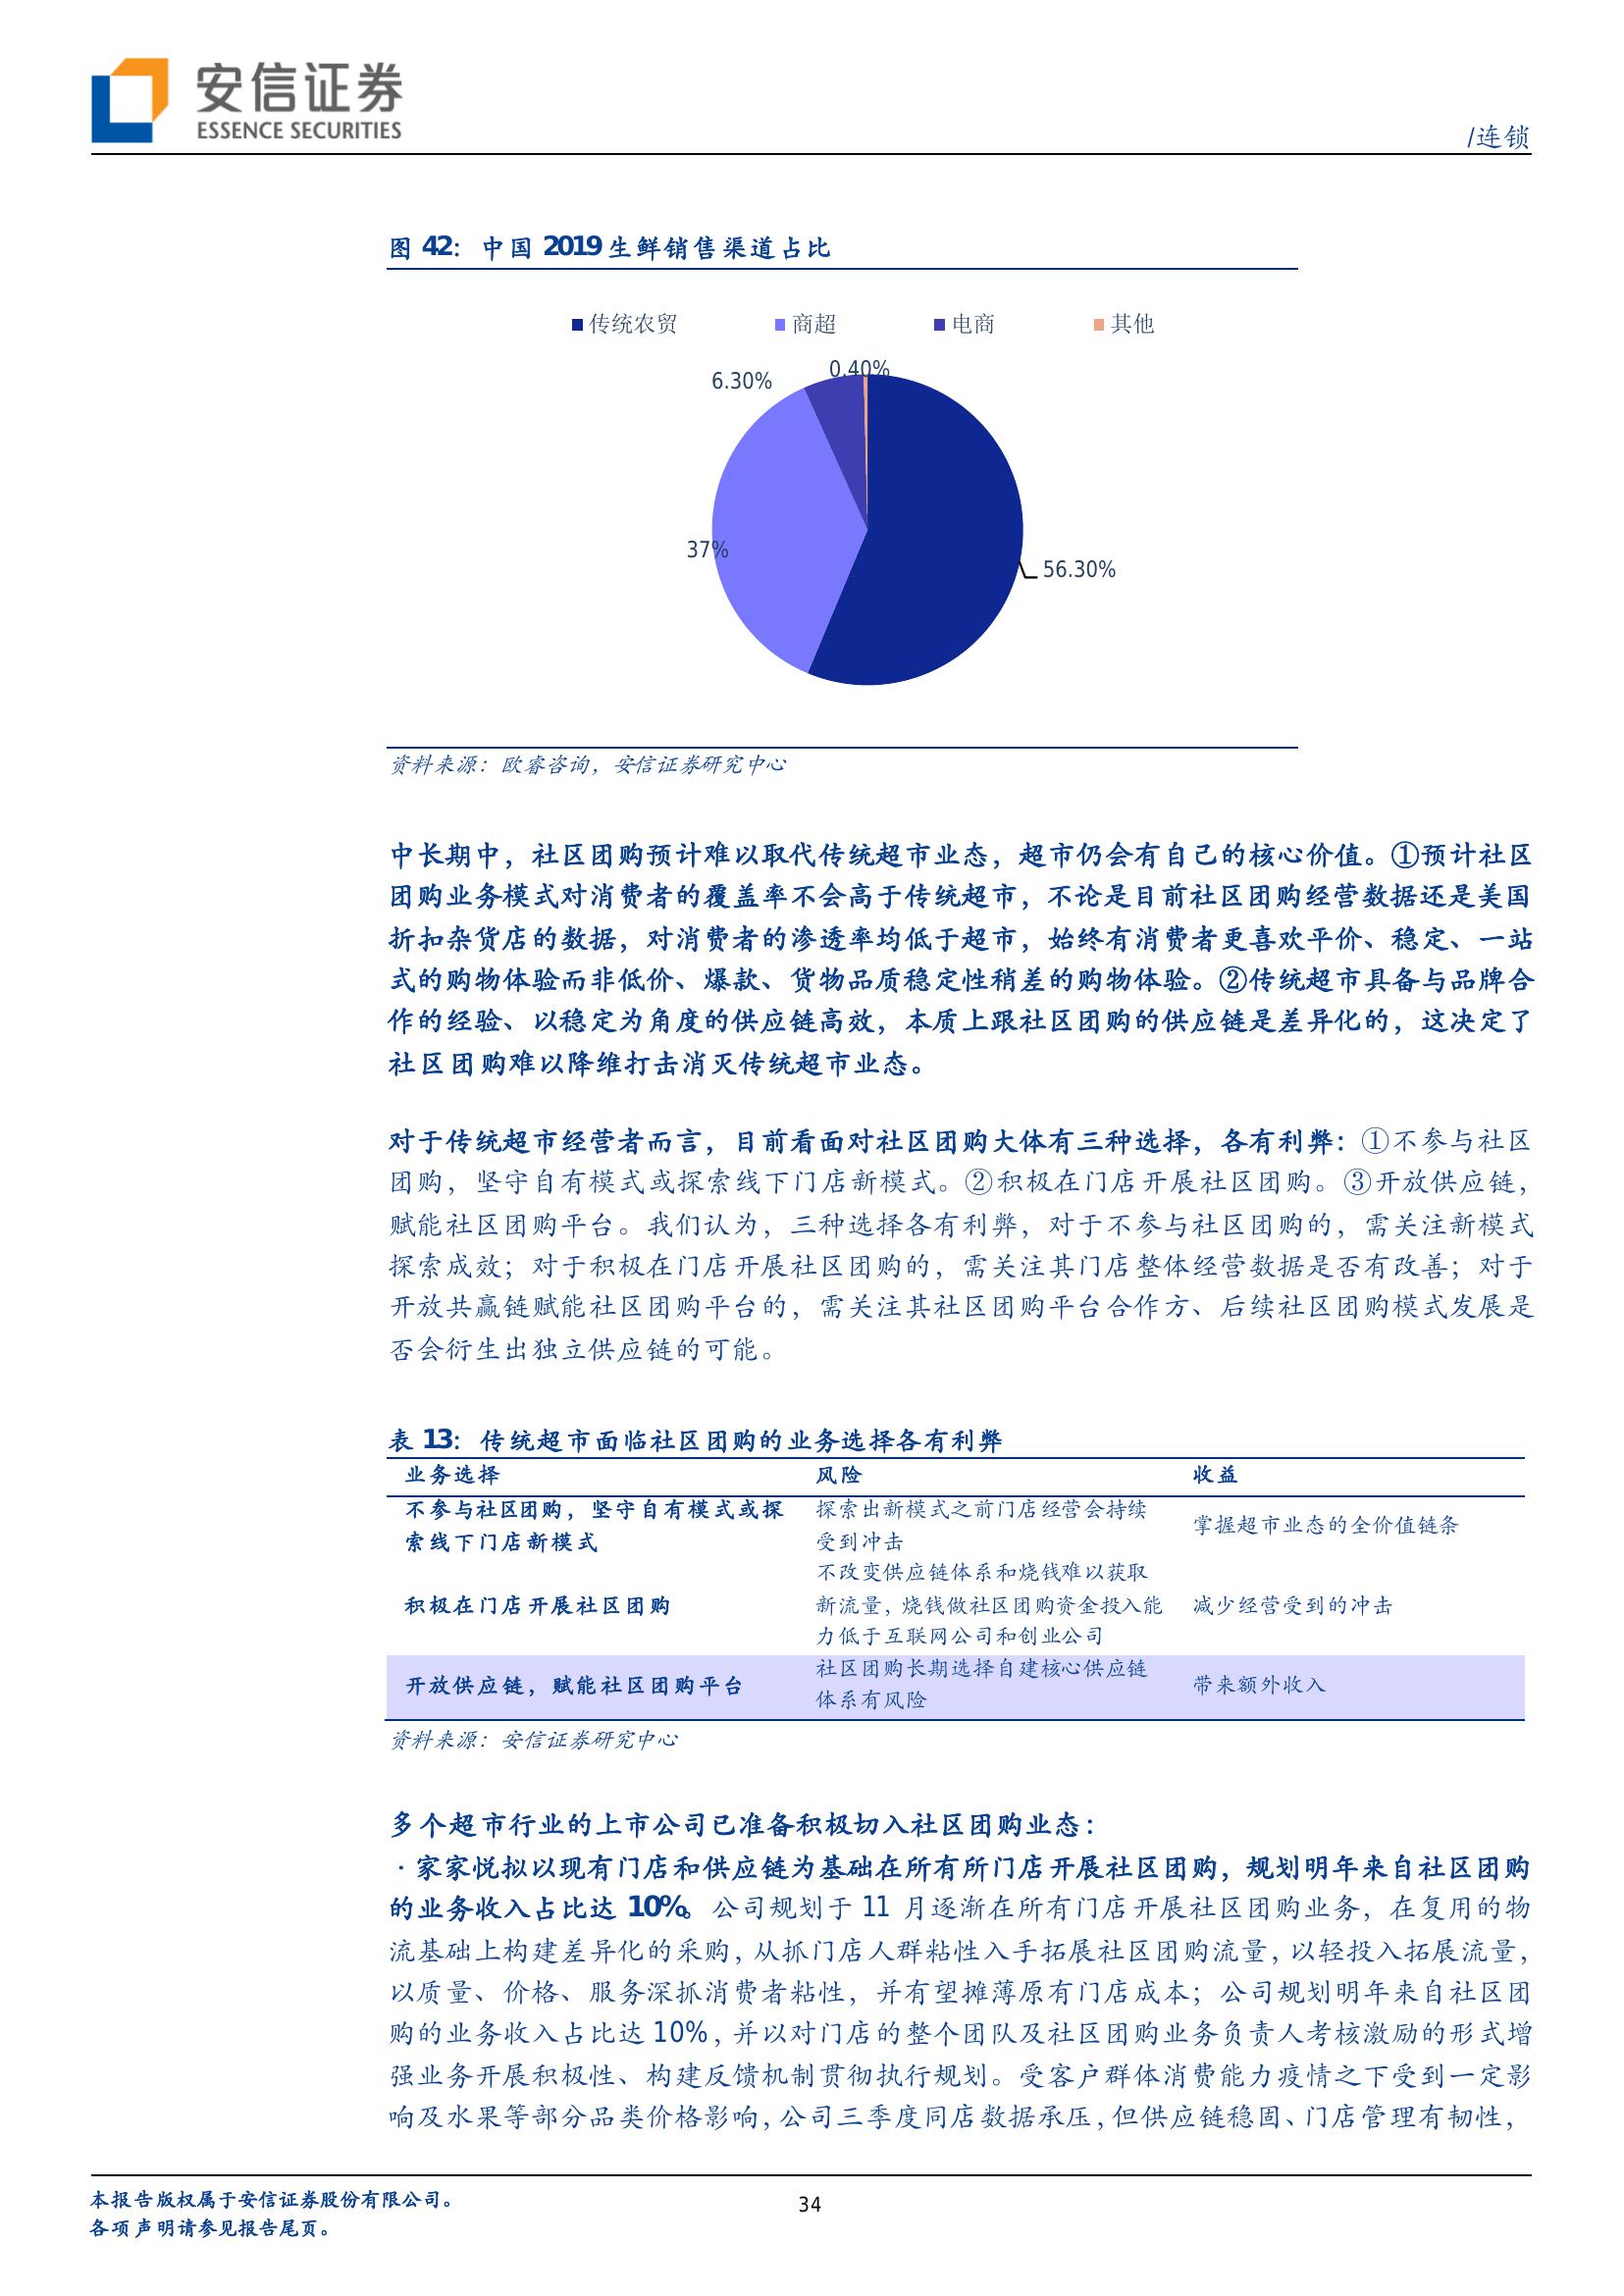 安信证券
ESSENCE SECURITIES
/连锁
图 42：中国 2019 生鲜销售渠道占比
传统农贸 商超 电商 其他
0.40%
6.30%
37%
56.30%
资料来源：欧睿咨询，安信证券研究中心
中长期中，社区团购预计难以取代传统超市业态，超市仍会有自己的核心价值。①预计社区
团购业务模式对消费者的覆盖率不会高于传统超市，不论是目前社区团购经营数据还是美国
折扣杂货店的数据，对消费者的渗透率均低于超市，始终有消费者更喜欢平价、稳定、一站
式的购物体验而非低价、爆款、货物品质稳定性稍差的购物体验。②传统超市具备与品牌合
作的经验、以稳定为角度的供应链高效，本质上跟社区团购的供应链是差异化的，这决定了
社区团购难以降维打击消灭传统超市业态。
对于传统超市经营者而言，目前看面对社区团购大体有三种选择，各有利弊：①不参与社区
团购，坚守自有模式或探索线下门店新模式。②积极在门店开展社区团购。③开放供应链，
赋能社区团购平台。我们认为，三种选择各有利弊，对于不参与社区团购的，需关注新模式
探索成效；对于积极在门店开展社区团购的，需关注其门店整体经营数据是否有改善；对于
开放共赢链赋能社区团购平台的，需关注其社区团购平台合作方、后续社区团购模式发展是
否会衍生出独立供应链的可能。
表 13：传统超市面临社区团购的业务选择各有利弊
业务选择 风险 收益
不参与社区团购，坚守自有模式或探
索线下门店新模式
探索出新模式之前门店经营会持续
受到冲击
掌握超市业态的全价值链条
积极在门店开展社区团购
不改变供应链体系和烧钱难以获取
新流量，烧钱做社区团购资金投入能
力低于互联网公司和创业公司
减少经营受到的冲击
开放供应链，赋能社区团购平台
社区团购长期选择自建核心供应链
体系有风险
带来额外收入
资料来源：安信证券研究中心
多个超市行业的上市公司已准备积极切入社区团购业态：
·家家悦拟以现有门店和供应链为基础在所有所门店开展社区团购，规划明年来自社区团购
的业务收入占比达 10%。公司规划于 11 月逐渐在所有门店开展社区团购业务，在复用的物
流基础上构建差异化的采购，从抓门店人群粘性入手拓展社区团购流量，以轻投入拓展流量，
以质量、价格、服务深抓消费者粘性，并有望摊薄原有门店成本；公司规划明年来自社区团
购的业务收入占比达 10%，并以对门店的整个团队及社区团购业务负责人考核激励的形式增
强业务开展积极性、构建反馈机制贯彻执行规划。受客户群体消费能力疫情之下受到一定影
响及水果等部分品类价格影响，公司三季度同店数据承压，但供应链稳固、门店管理有韧性，
本报告版权属于安信证券股份有限公司。
各项声明请参见报告尾页。
34